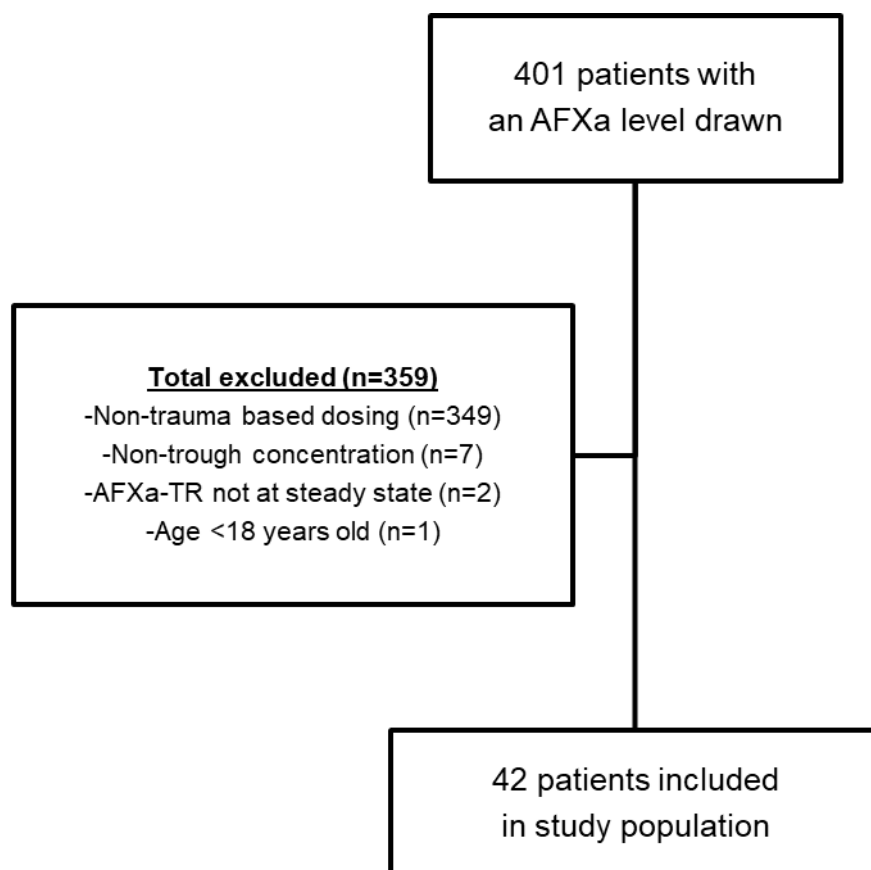 401 patients with
an AFXa level drawn
Total excluded (n=359)
-Non-trauma based dosing (n=349)
-Non-trough concentration (n=7)
-AFXa-TR not at steady state (n=2)
-Age <18 years old (n=1)
42 patients included
in study population